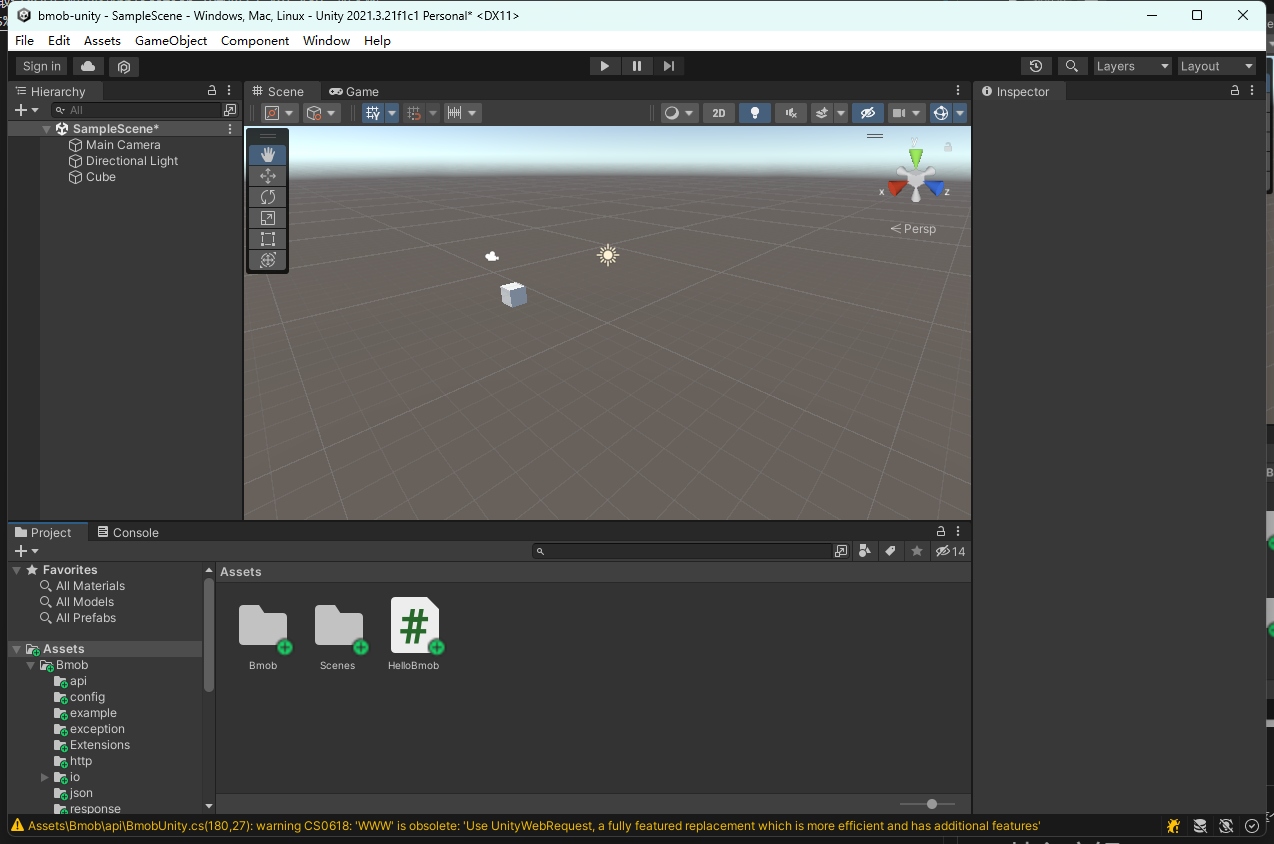 bmob-unity - SampleScene - Windows, Mac, Linux - Unity 2021.3.21f1c1 Personal* <DX11>
File Edit Assets GameObject Component Window Help
Sign in
Layers
Layout
Hierarchy
All
SampleScene*
Main Camera
Directional Light
Cube
Scene
Game
2D
y
x
z
Persp
Inspector
Project
Console
14
Favorites
All Materials
All Models
All Prefabs
Assets
Bmob
api
config
example
exception
Extensions
http
io
json
response
Assets
Bmob
Scenes
#
HelloBmob
Assets\Bmob\api\BmobUnity.cs(180,27): warning CS0618: 'WWW' is obsolete: 'Use UnityWebRequest, a fully featured replacement which is more efficient and has additional features'